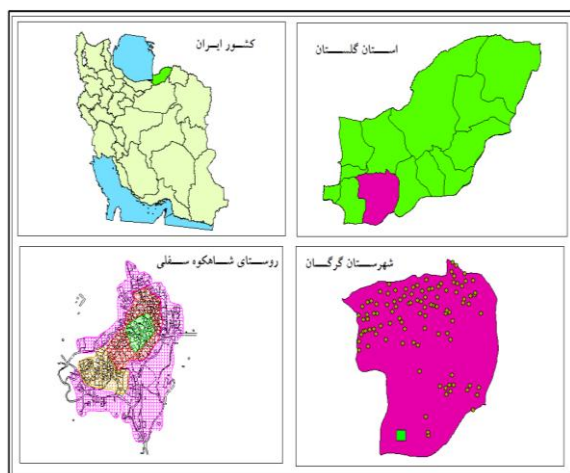 کشور ایران
استان گلستان
روستای شاهکوه سفلی
شهرستان گرگان